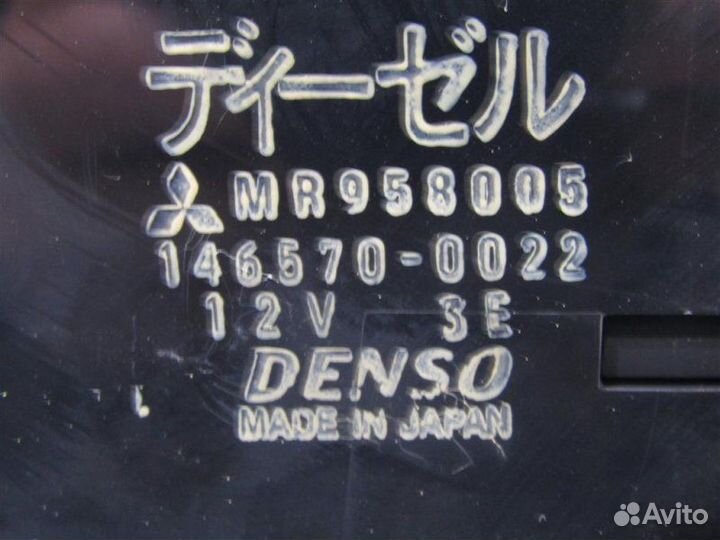 ディーゼル
MR958005
146570-0022
12V 3E
DENSO
MADE IN JAPAN
Avito